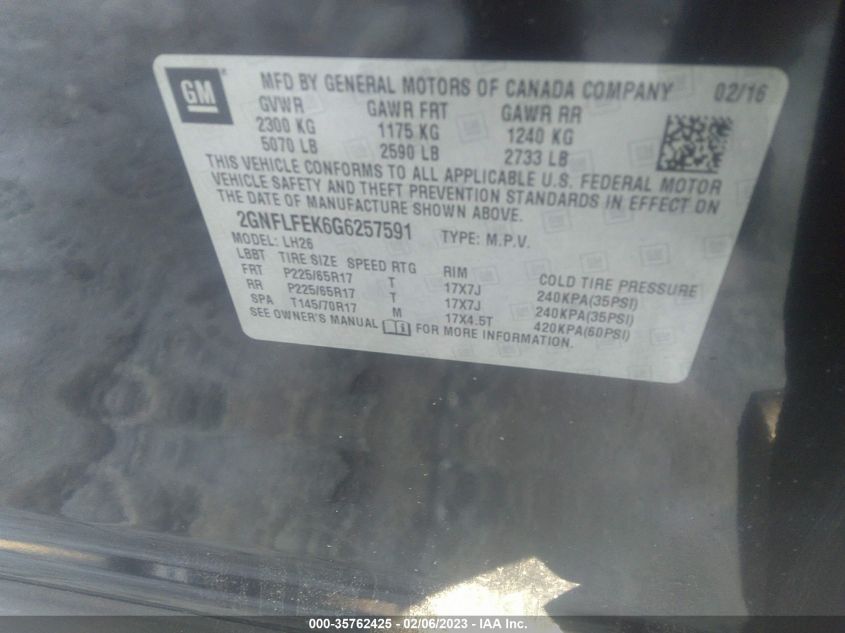 GM
MFD BY GENERAL MOTORS OF CANADA COMPANY 02/16
GVWR GAWR FRT GAWR RR
2300 KG 1175 KG 1240 KG
5070 LB 2590 LB 2733 LB
THIS VEHICLE CONFORMS TO ALL APPLICABLE U.S. FEDERAL MOTOR
VEHICLE SAFETY AND THEFT PREVENTION STANDARDS IN EFFECT ON
THE DATE OF MANUFACTURE SHOWN ABOVE.
2GNFLFEK6G6257591 TYPE: M.P.V.
MODEL: LH26
LBBT TIRE SIZE SPEED RTG RIM COLD TIRE PRESSURE
FRT P225/65R17 T 17X7J 240KPA(35PSI)
RR P225/65R17 T 17X7J 240KPA(35PSI)
SPA T145/70R17 M 17X4.5T 420KPA(60PSI)
SEE OWNER'S MANUAL FOR MORE INFORMATION.
000-35762425 - 02/06/2023 - IAA Inc.